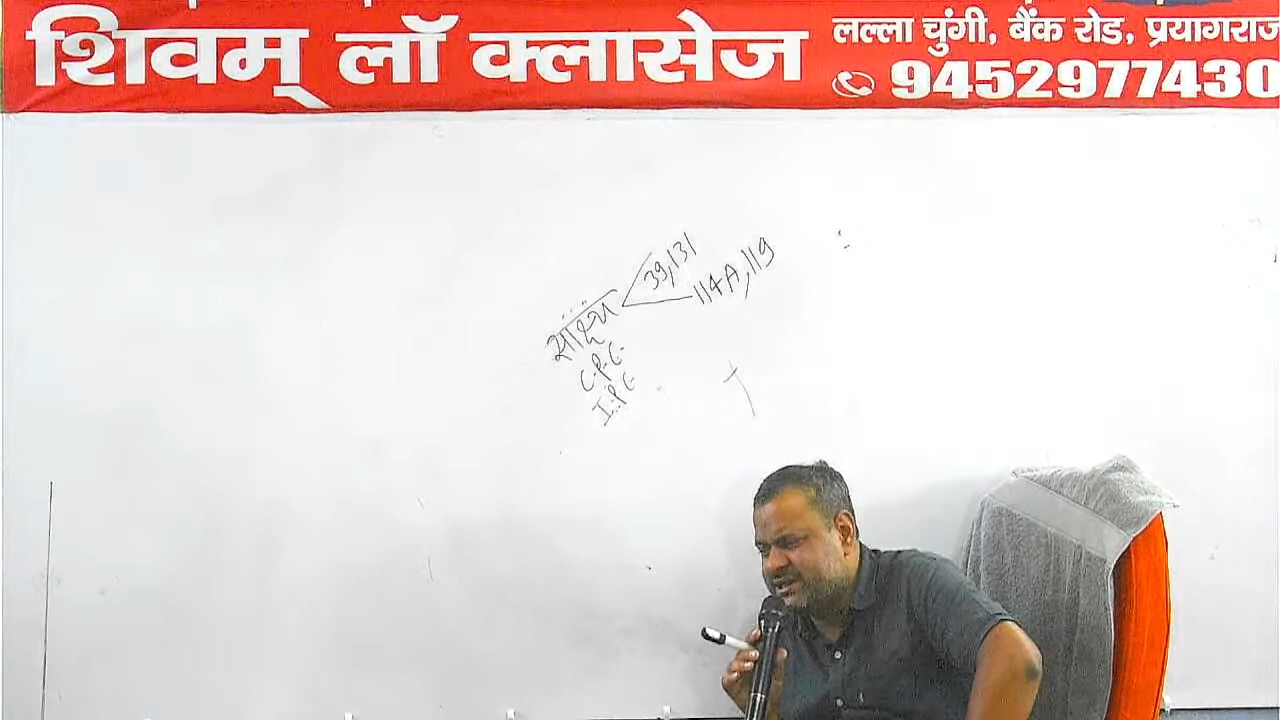 शिवम् लॉ क्लासेज
लल्ला चुंगी, बैंक रोड, प्रयागराज
9452977430
39,131
114A,119
साक्ष्य
C.P.C.
I.P.C